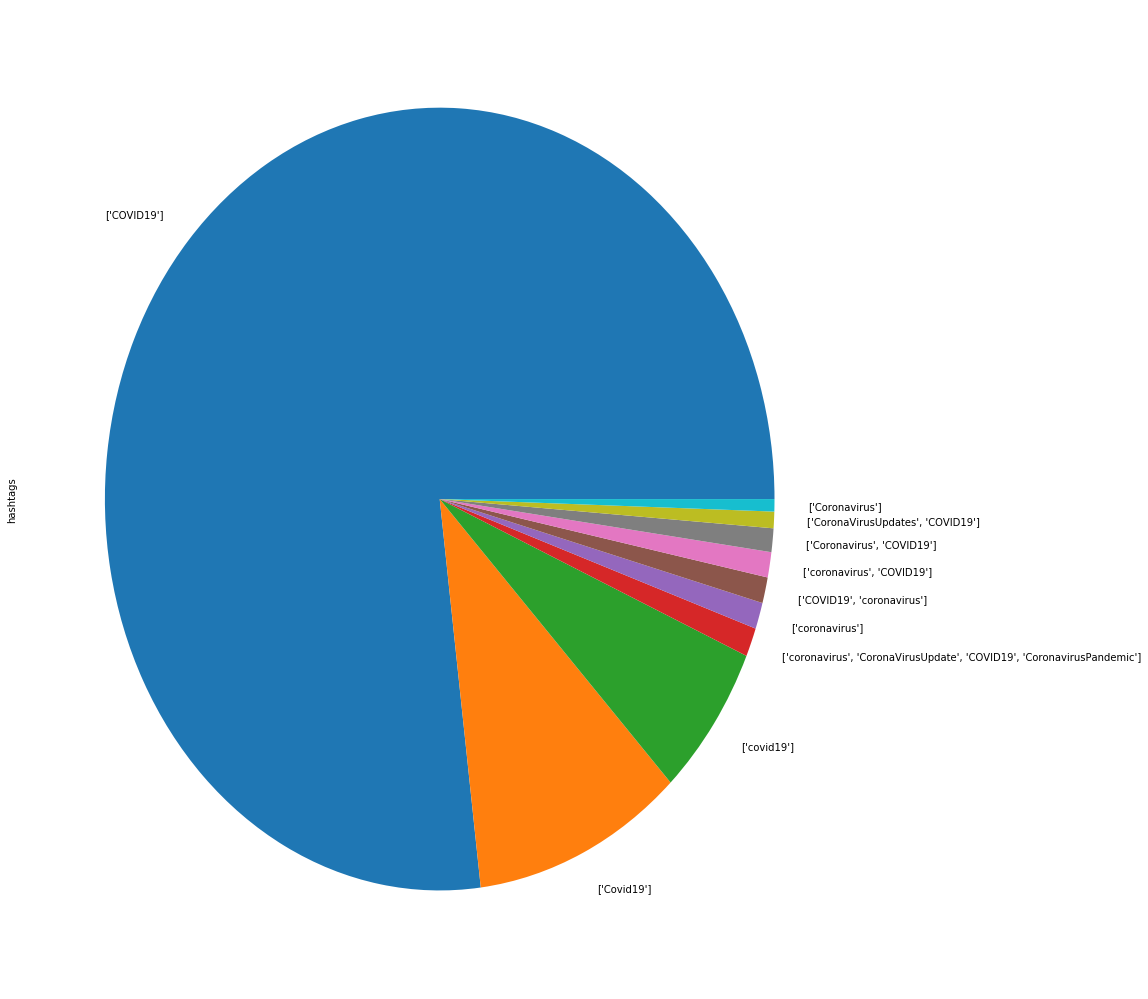 ['COVID19']
hashtags
['Coronavirus']
['CoronaVirusUpdates', 'COVID19']
['Coronavirus', 'COVID19']
['coronavirus', 'COVID19']
['COVID19', 'coronavirus']
['coronavirus']
['coronavirus', 'CoronaVirusUpdate', 'COVID19', 'CoronavirusPandemic']
['covid19']
['Covid19']